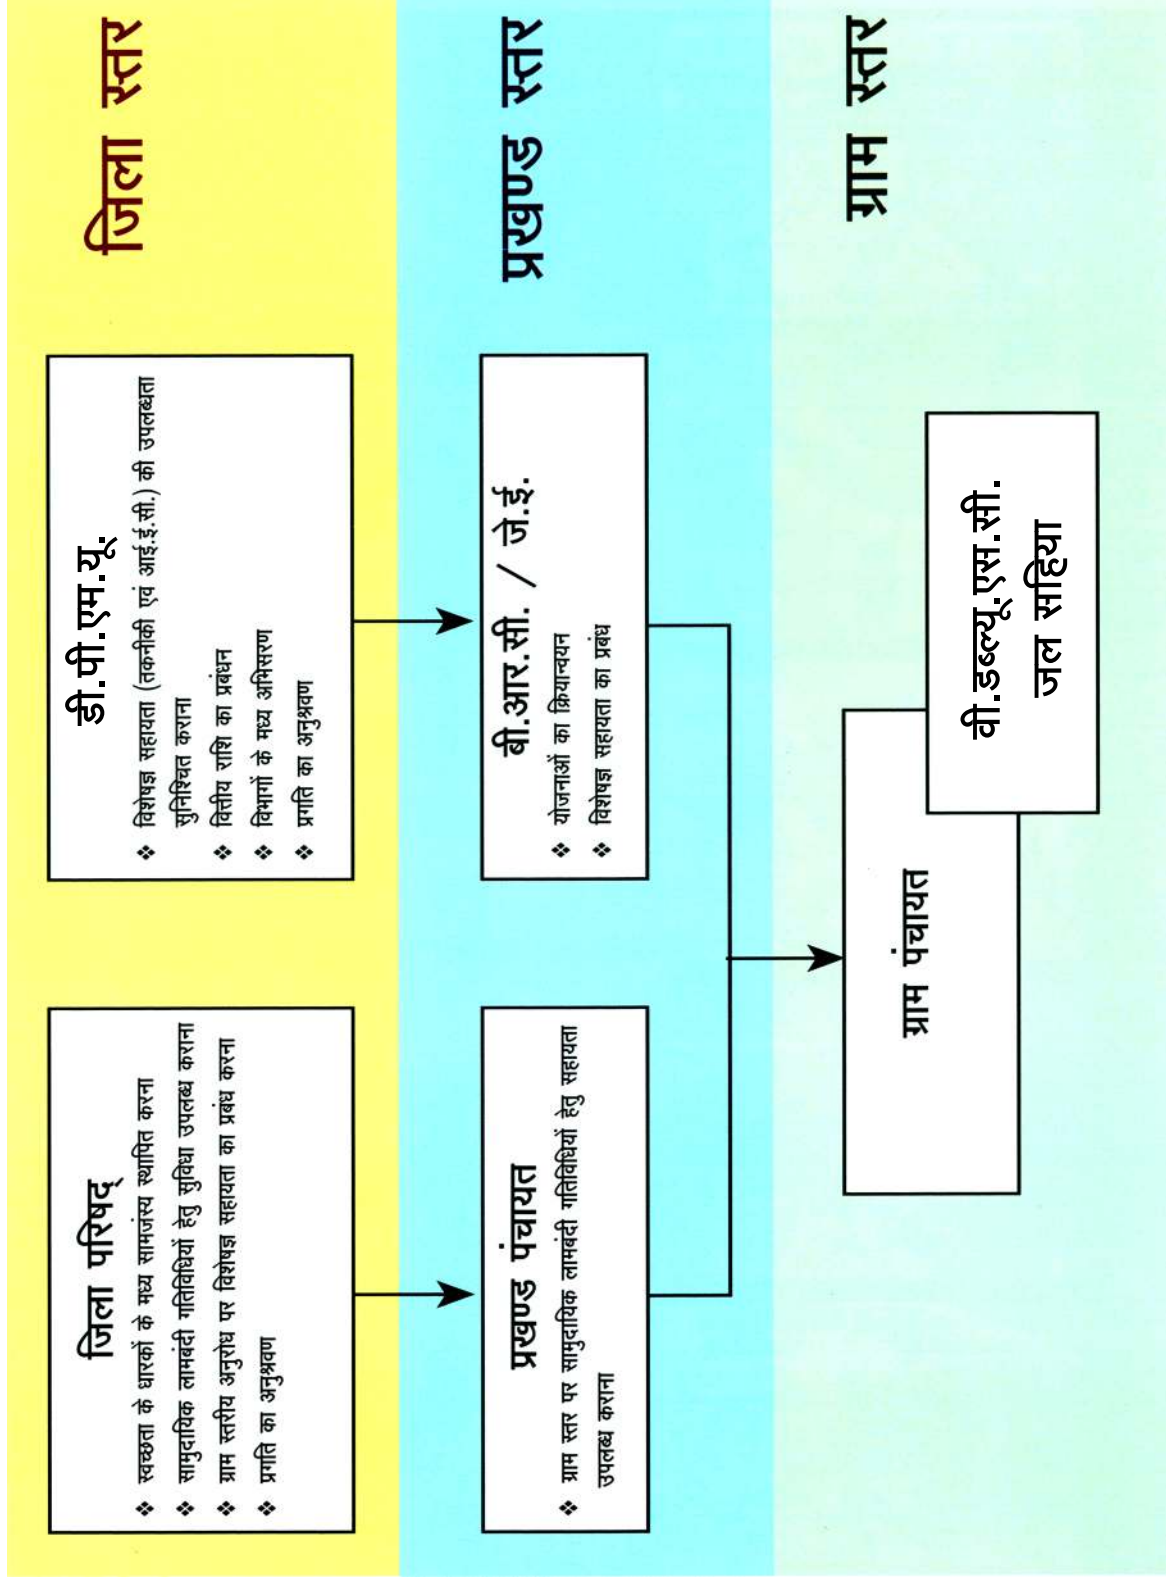 जिला स्तर
जिला परिषद्
❖ स्वच्छता के धारकों के मध्य सामजंस्य स्थापित करना
❖ सामुदायिक लामबंदी गतिविधियों हेतु सुविधा उपलब्ध कराना
❖ ग्राम स्तरीय अनुरोध पर विशेषज्ञ सहायता का प्रबंध करना
❖ प्रगति का अनुश्रवण
डी.पी.एम.यू.
❖ विशेषज्ञ सहायता (तकनीकी एवं आई.ई.सी.) की उपलब्धता
सुनिश्चित कराना
❖ वित्तीय राशि का प्रबंधन
❖ विभागों के मध्य अभिसरण
❖ प्रगति का अनुश्रवण
प्रखण्ड स्तर
प्रखण्ड पंचायत
❖ ग्राम स्तर पर सामुदायिक लामबंदी गतिविधियों हेतु सहायता
उपलब्ध कराना
बी.आर.सी. / जे.ई.
❖ योजनाओं का क्रियान्वयन
❖ विशेषज्ञ सहायता का प्रबंध
ग्राम स्तर
ग्राम पंचायत
वी.डब्ल्यू.एस.सी.
जल सहिया